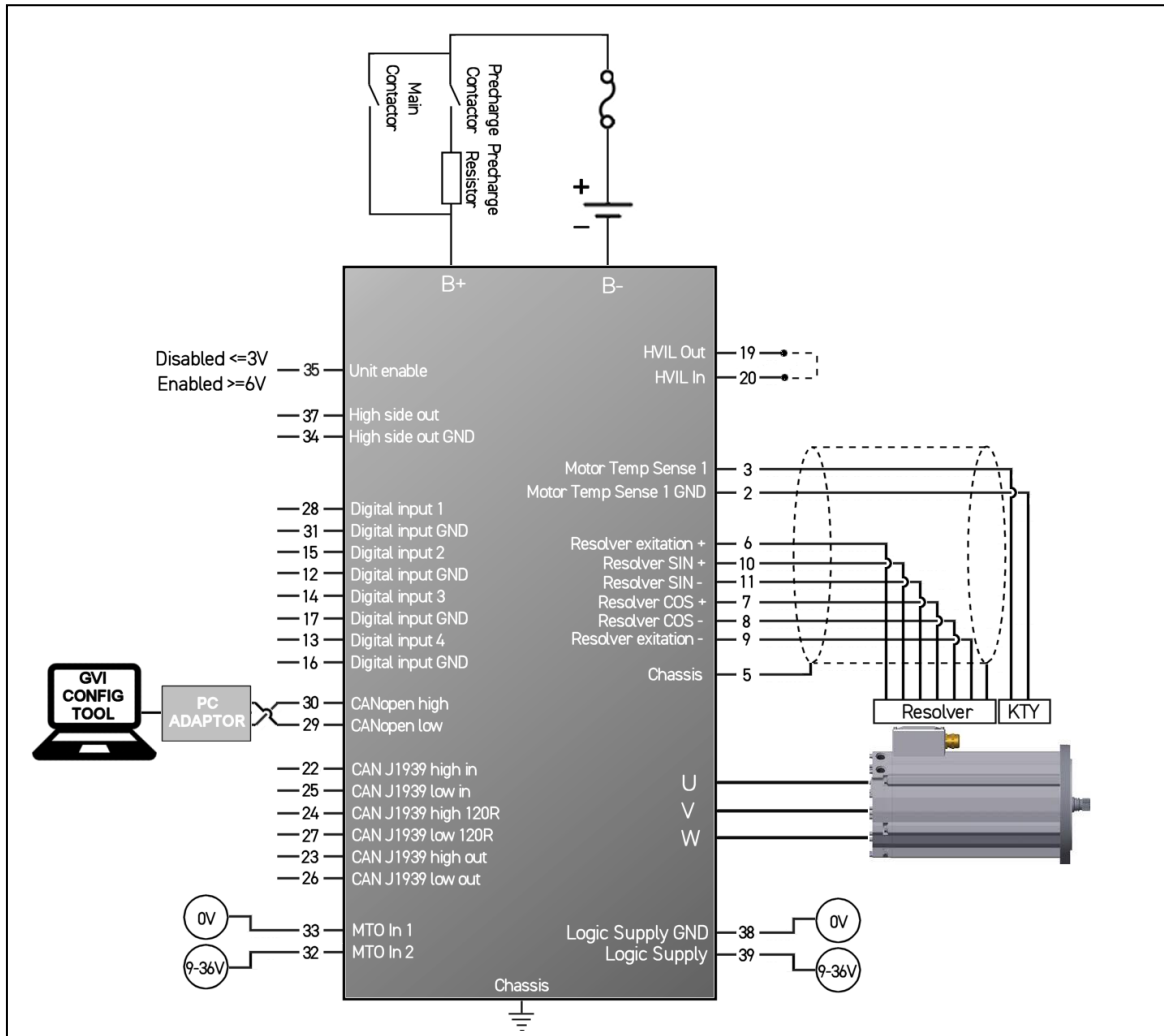 Main
Contactor
Precharge
Contactor
Precharge
Resistor
+
−
B+
B-
Disabled <=3V
Enabled >=6V
35 Unit enable
37 High side out
34 High side out GND
28 Digital input 1
31 Digital input GND
15 Digital input 2
12 Digital input GND
14 Digital input 3
17 Digital input GND
13 Digital input 4
16 Digital input GND
GVI
CONFIG
TOOL
PC
ADAPTOR
30 CANopen high
29 CANopen low
22 CAN J1939 high in
25 CAN J1939 low in
24 CAN J1939 high 120R
27 CAN J1939 low 120R
23 CAN J1939 high out
26 CAN J1939 low out
0V
33 MTO In 1
9-36V
32 MTO In 2
HVIL Out 19
HVIL In 20
Motor Temp Sense 1 3
Motor Temp Sense 1 GND 2
Resolver exitation + 6
Resolver SIN + 10
Resolver SIN - 11
Resolver COS + 7
Resolver COS - 8
Resolver exitation - 9
Chassis 5
Resolver
KTY
U
V
W
Logic Supply GND 38
0V
Logic Supply 39
9-36V
Chassis